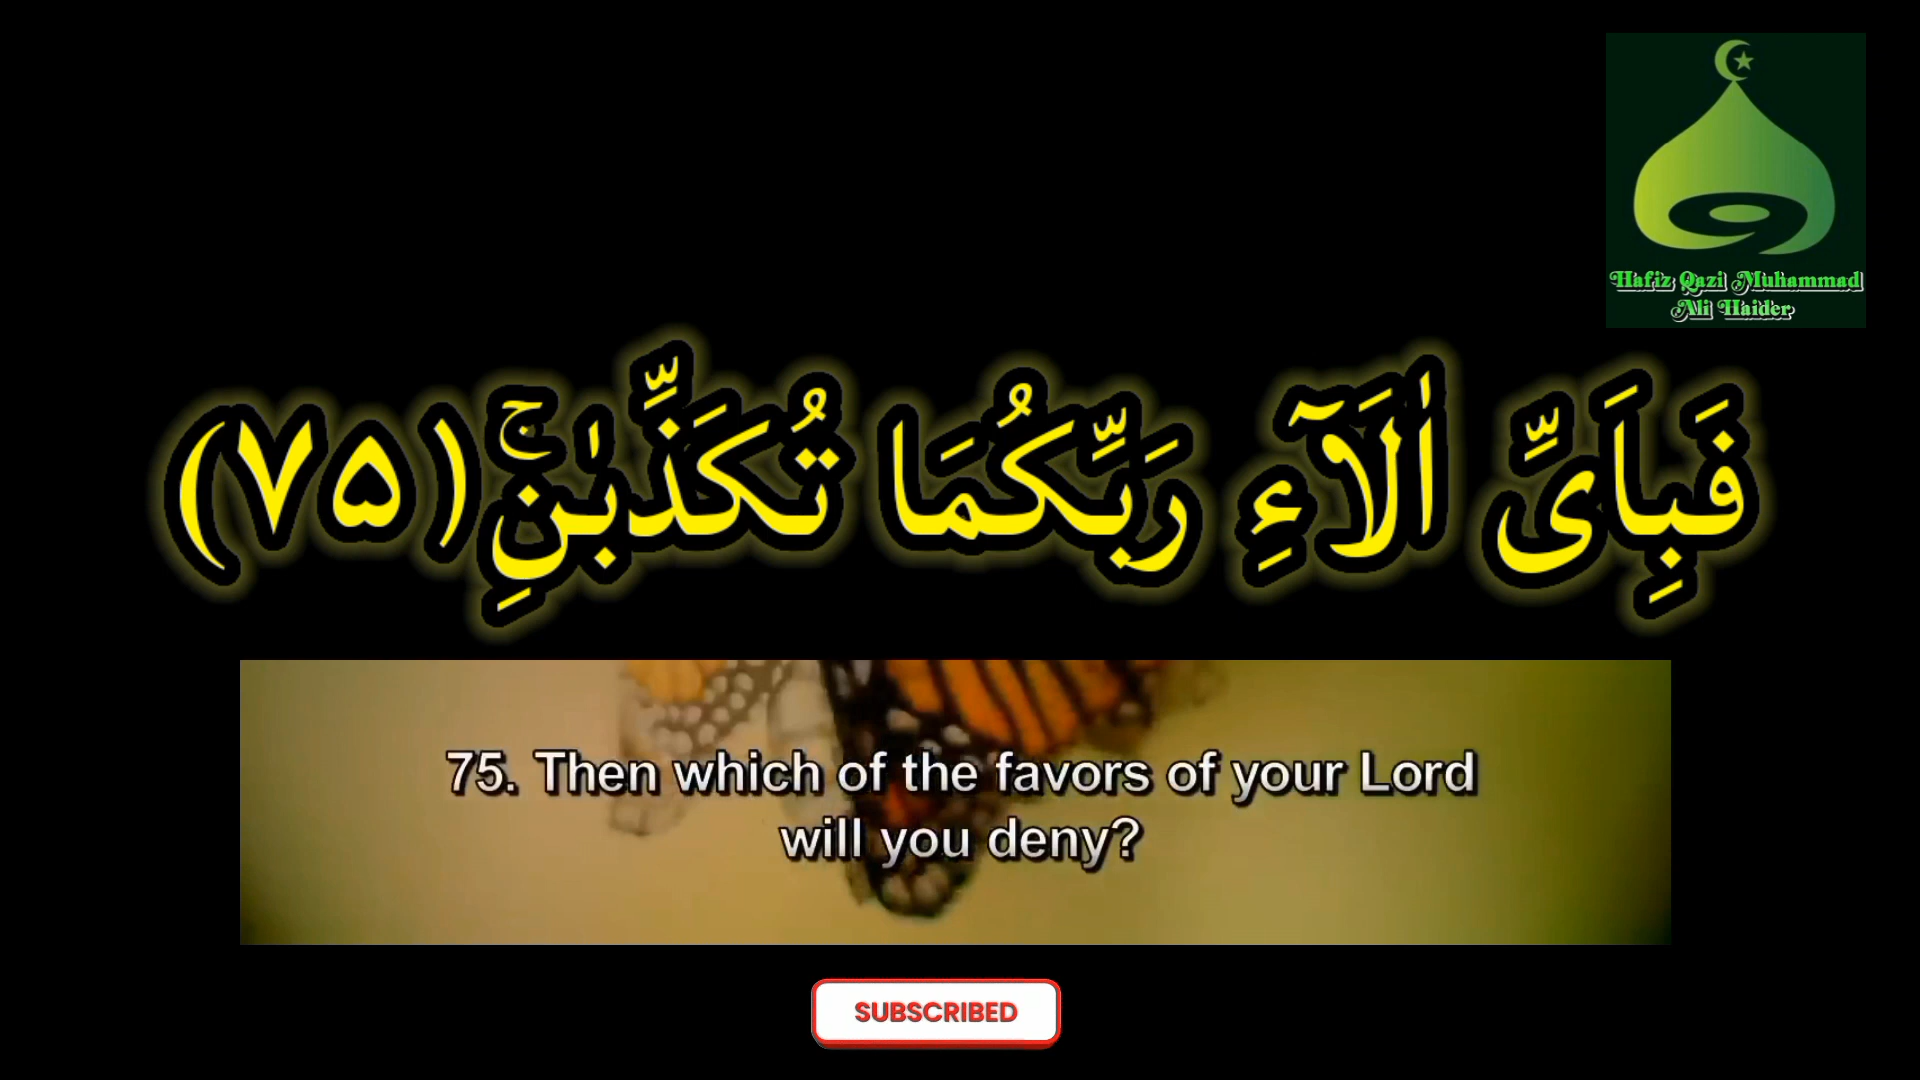 Hafiz Qazi Muhammad
Ali Haider
فَبِاَیِّ اٰلَآءِ رَبِّكُمَا تُكَذِّبٰنِۚ(۷۵)
75. Then which of the favors of your Lord
will you deny?
SUBSCRIBED